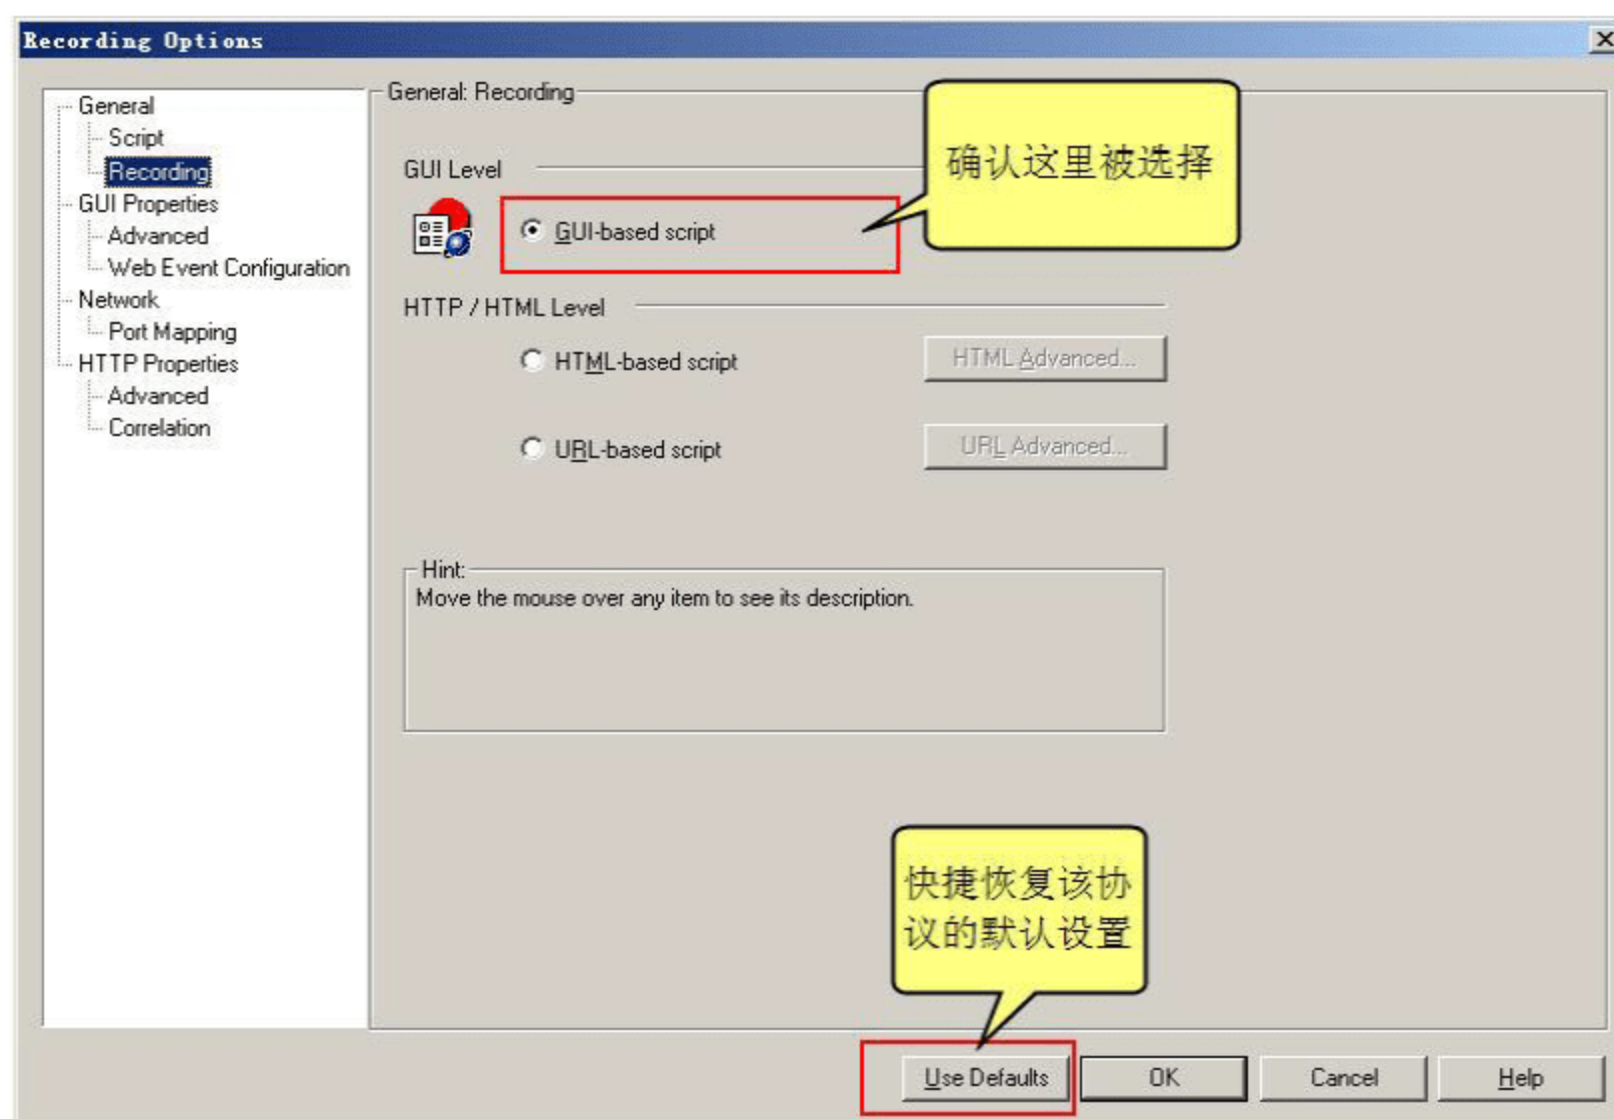 Recording Options
General
Script
Recording
GUI Properties
Advanced
Web Event Configuration
Network
Port Mapping
HTTP Properties
Advanced
Correlation
General: Recording
GUI Level
确认这里被选择
GUI-based script
HTTP / HTML Level
HTML-based script
HTML Advanced...
URL-based script
URL Advanced...
Hint:
Move the mouse over any item to see its description.
快捷恢复该协
议的默认设置
Use Defaults
OK
Cancel
Help